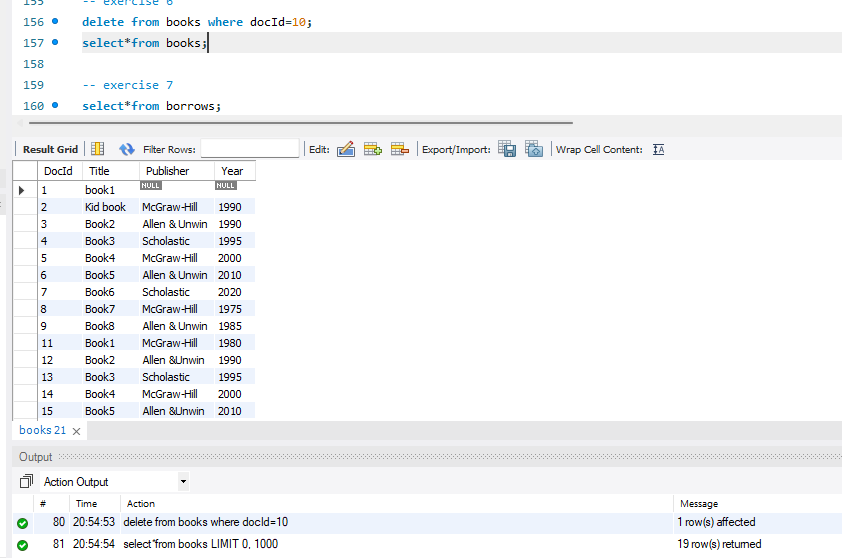 155 -- exercise 6
156 delete from books where docId=10;
157 select*from books;
158
159 -- exercise 7
160 select*from borrows;
Result Grid Filter Rows: Edit: Export/Import: Wrap Cell Content:
DocId Title Publisher Year
1 book1 NULL NULL
2 Kid book McGraw-Hill 1990
3 Book2 Allen & Unwin 1990
4 Book3 Scholastic 1995
5 Book4 McGraw-Hill 2000
6 Book5 Allen & Unwin 2010
7 Book6 Scholastic 2020
8 Book7 McGraw-Hill 1975
9 Book8 Allen & Unwin 1985
11 Book1 McGraw-Hill 1980
12 Book2 Allen &Unwin 1990
13 Book3 Scholastic 1995
14 Book4 McGraw-Hill 2000
15 Book5 Allen &Unwin 2010
books 21
Output
Action Output
# Time Action Message
80 20:54:53 delete from books where docId=10 1 row(s) affected
81 20:54:54 select*from books LIMIT 0, 1000 19 row(s) returned